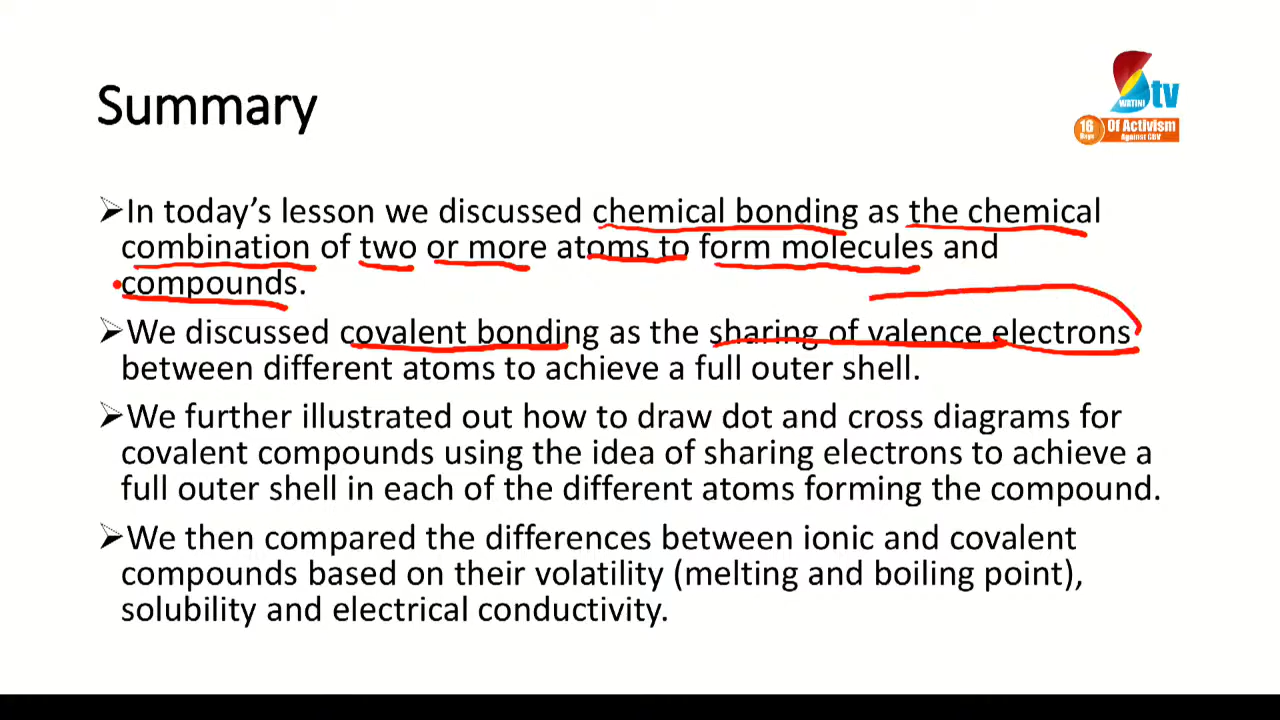 Summary
WATINI tv
16 Days Of Activism
Against GBV
➢In today's lesson we discussed chemical bonding as the chemical
combination of two or more atoms to form molecules and
compounds.
➢We discussed covalent bonding as the sharing of valence electrons
between different atoms to achieve a full outer shell.
➢We further illustrated out how to draw dot and cross diagrams for
covalent compounds using the idea of sharing electrons to achieve a
full outer shell in each of the different atoms forming the compound.
➢We then compared the differences between ionic and covalent
compounds based on their volatility (melting and boiling point),
solubility and electrical conductivity.